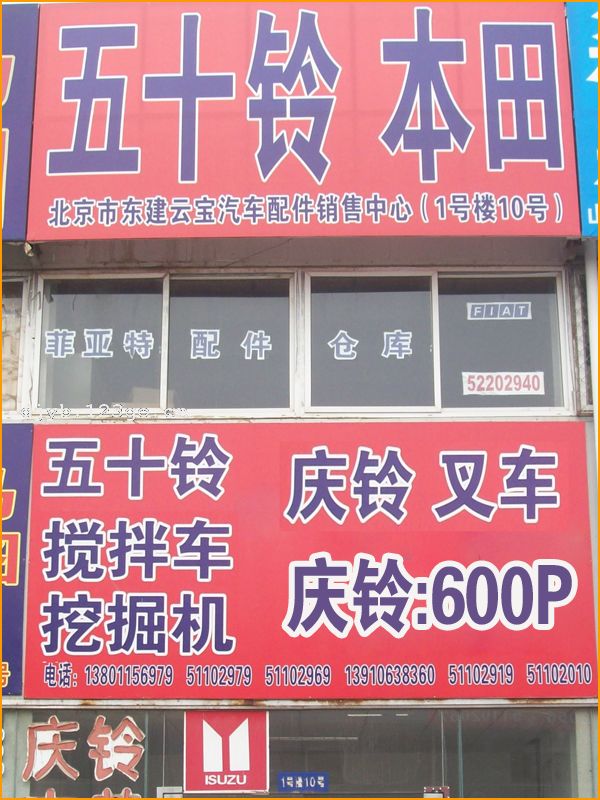 五十铃 本田
北京市东建云宝汽车配件销售中心（1号楼10号）
菲亚特 配件 仓库
FIAT
52202940
五十铃
搅拌车
挖掘机
庆铃 叉车
庆铃:600P
电话: 13801156979 51102979 51102969 13910638360 51102919 51102010
庆铃
ISUZU
1号楼10号